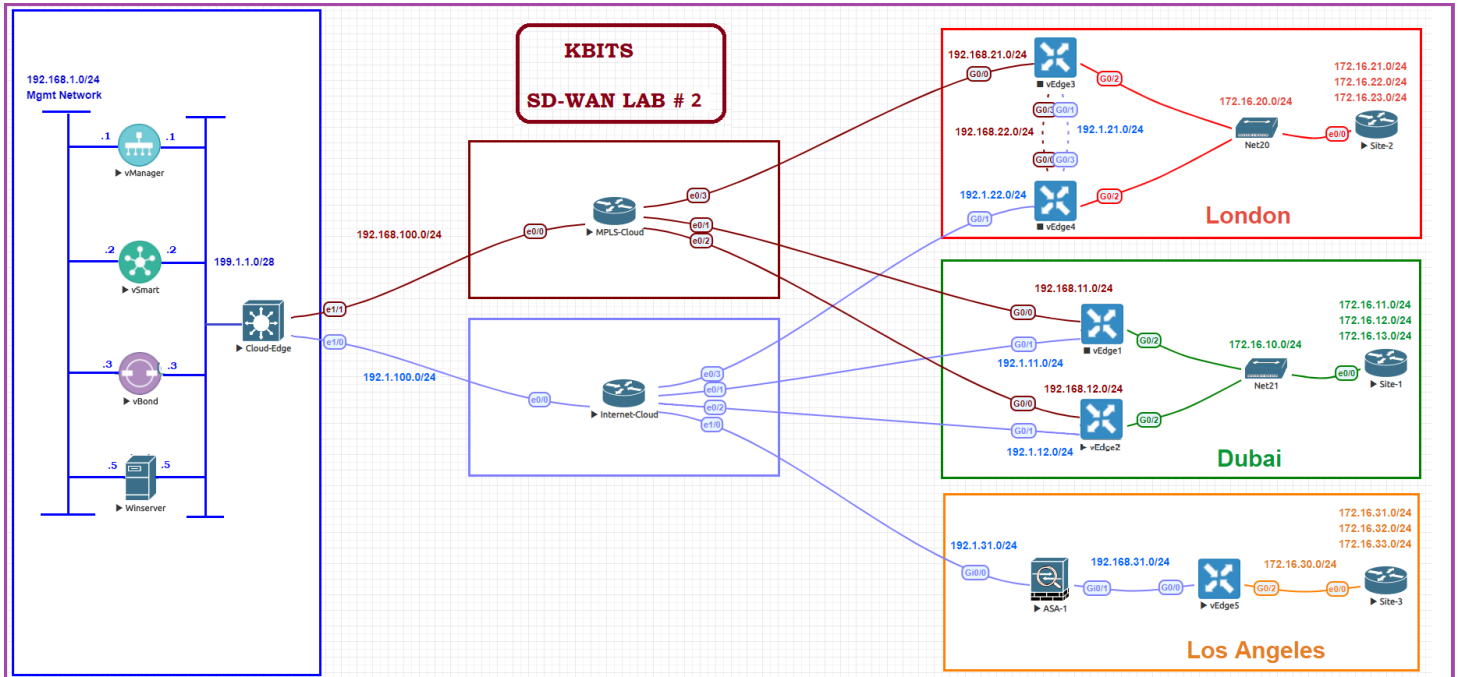 KBITS
SD-WAN LAB # 2
192.168.1.0/24
Mgmt Network
.1
.1
vManager
.2
.2
vSmart
199.1.1.0/28
Cloud-Edge
e1/1
e1/0
.3
.3
vBond
.5
.5
Winserver
192.168.100.0/24
192.1.100.0/24
e0/0
MPLS-Cloud
e0/3
e0/1
e0/2
e0/0
Internet-Cloud
e0/3
e0/1
e0/2
e1/0
192.168.21.0/24
G0/0
vEdge3
G0/2
G0/1
192.168.22.0/24
192.1.21.0/24
G0/3
192.1.22.0/24
G0/1
vEdge4
G0/2
172.16.20.0/24
Net20
e0/0
172.16.21.0/24
172.16.22.0/24
172.16.23.0/24
Site-2
London
192.168.11.0/24
G0/0
G0/1
192.1.11.0/24
vEdge1
G0/2
192.168.12.0/24
G0/0
G0/1
192.1.12.0/24
vEdge2
G0/2
172.16.10.0/24
Net21
e0/0
172.16.11.0/24
172.16.12.0/24
172.16.13.0/24
Site-1
Dubai
192.1.31.0/24
Gi0/0
ASA-1
Gi0/1
192.168.31.0/24
G0/0
vEdge5
G0/2
172.16.30.0/24
e0/0
172.16.31.0/24
172.16.32.0/24
172.16.33.0/24
Site-3
Los Angeles